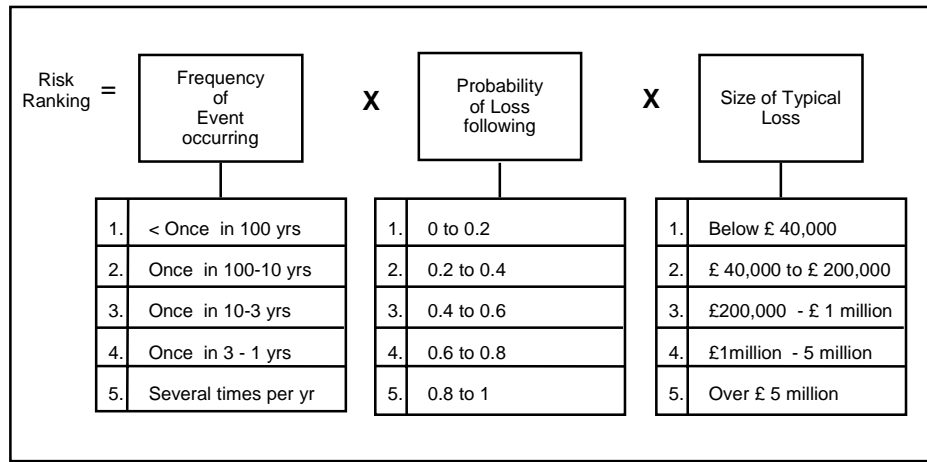 Risk
Ranking =
Frequency
of
Event
occurring
X
Probability
of Loss
following
X
Size of Typical
Loss
1. < Once in 100 yrs
2. Once in 100-10 yrs
3. Once in 10-3 yrs
4. Once in 3 - 1 yrs
5. Several times per yr
1. 0 to 0.2
2. 0.2 to 0.4
3. 0.4 to 0.6
4. 0.6 to 0.8
5. 0.8 to 1
1. Below £ 40,000
2. £ 40,000 to £ 200,000
3. £200,000 - £ 1 million
4. £1million - 5 million
5. Over £ 5 million